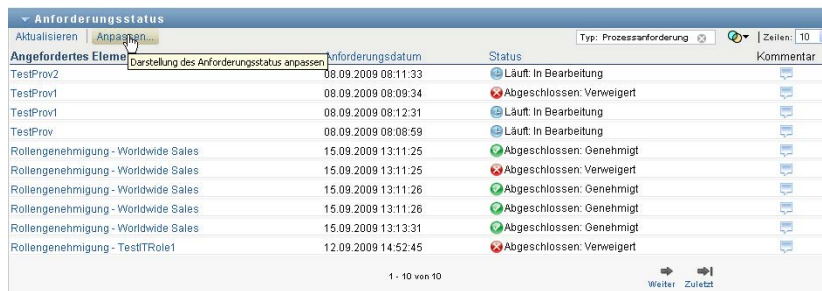 Anforderungsstatus
Aktualisieren Anpassen... Typ: Prozessanforderung Zeilen: 10
Angefordertes Eleme Anforderungsdatum Status Kommentar
Darstellung des Anforderungsstatus anpassen
TestProv2 08.09.2009 08:11:33 Läuft: In Bearbeitung
TestProv1 08.09.2009 08:09:34 Abgeschlossen: Verweigert
TestProv1 08.09.2009 08:12:31 Läuft: In Bearbeitung
TestProv 08.09.2009 08:08:59 Läuft: In Bearbeitung
Rollengenehmigung - Worldwide Sales 15.09.2009 13:11:25 Abgeschlossen: Genehmigt
Rollengenehmigung - Worldwide Sales 15.09.2009 13:11:25 Abgeschlossen: Verweigert
Rollengenehmigung - Worldwide Sales 15.09.2009 13:11:26 Abgeschlossen: Genehmigt
Rollengenehmigung - Worldwide Sales 15.09.2009 13:11:26 Abgeschlossen: Genehmigt
Rollengenehmigung - Worldwide Sales 15.09.2009 13:13:31 Abgeschlossen: Genehmigt
Rollengenehmigung - TestITRole1 12.09.2009 14:52:45 Abgeschlossen: Verweigert
1 - 10 von 10 Weiter Zuletzt